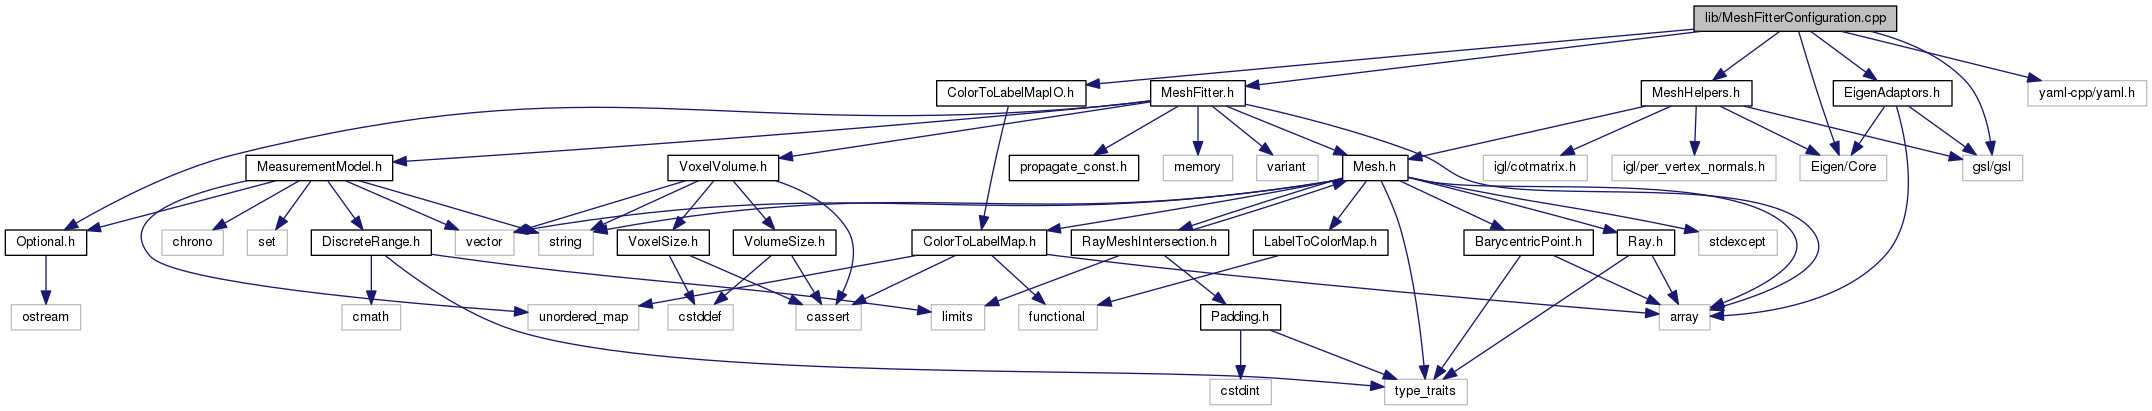 lib/MeshFitterConfiguration.cpp
ColorToLabelMapIO.h
MeshFitter.h
MeshHelpers.h
EigenAdaptors.h
yaml-cpp/yaml.h
MeasurementModel.h
VoxelVolume.h
propagate_const.h
memory
variant
Mesh.h
igl/cotmatrix.h
igl/per_vertex_normals.h
Eigen/Core
gsl/gsl
Optional.h
chrono
set
DiscreteRange.h
vector
string
VoxelSize.h
VolumeSize.h
ColorToLabelMap.h
RayMeshIntersection.h
LabelToColorMap.h
BarycentricPoint.h
Ray.h
stdexcept
ostream
cmath
unordered_map
cstddef
cassert
limits
functional
Padding.h
array
cstdint
type_traits